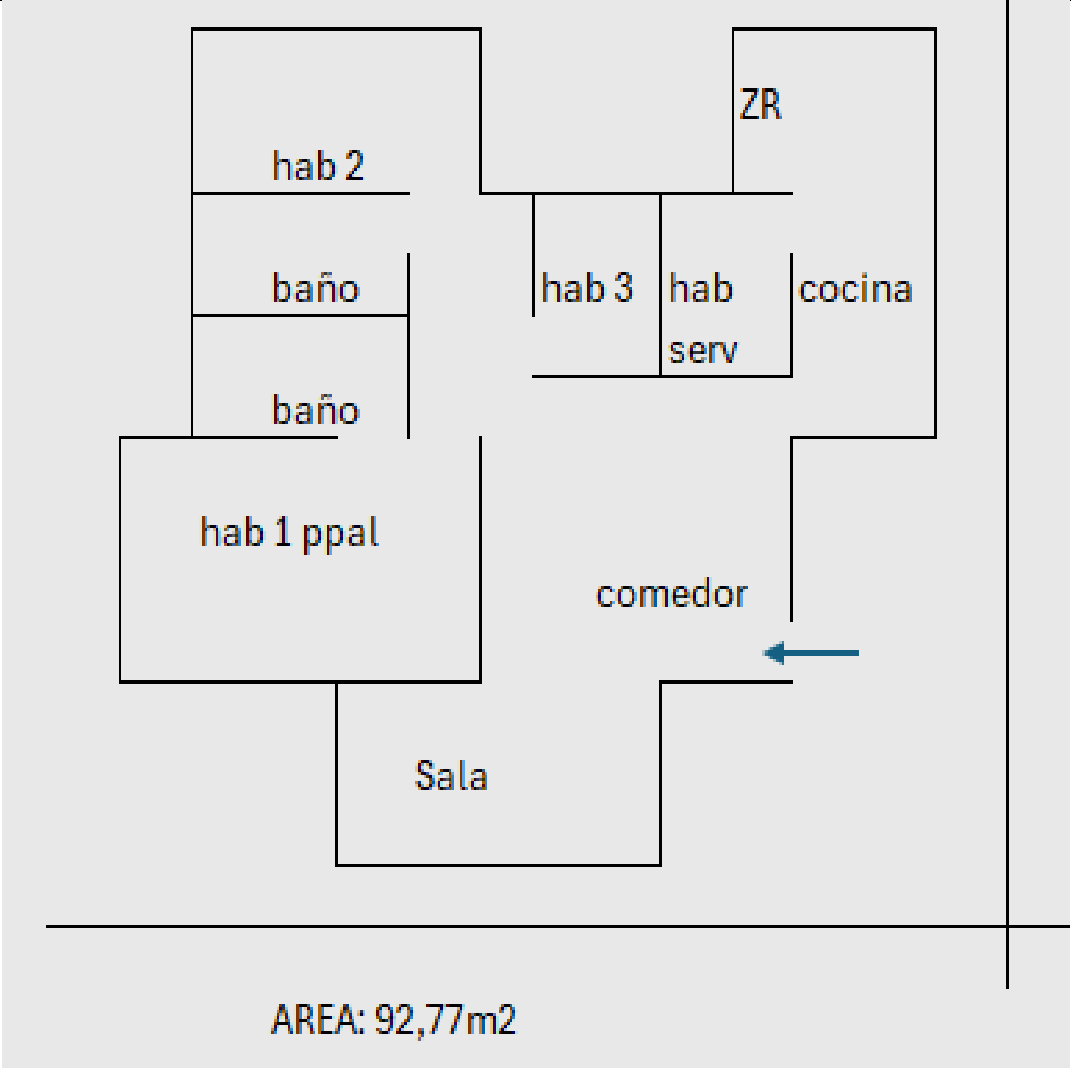 ZR
hab 2
baño
hab 3
hab
serv
cocina
baño
hab 1 ppal
comedor
Sala
AREA: 92,77m2